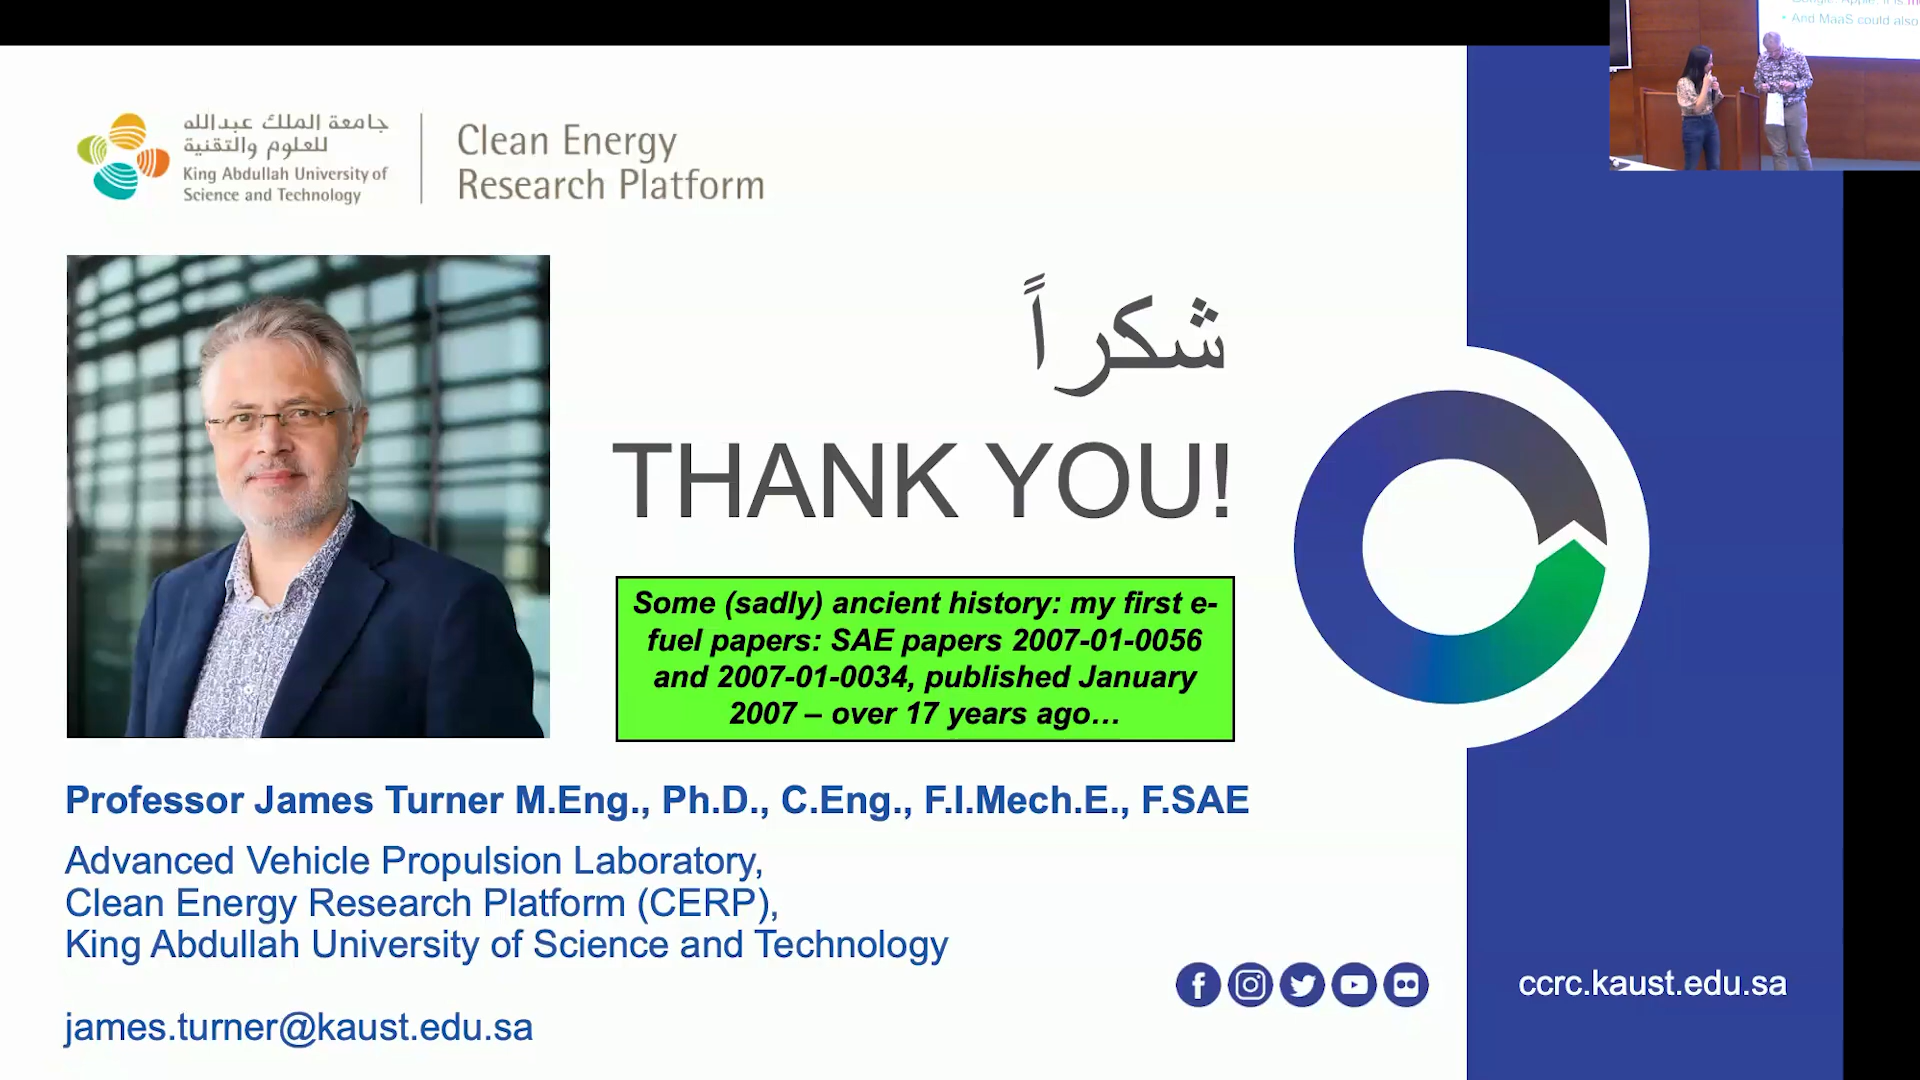 جامعة الملك عبدالله
للعلوم والتقنية
King Abdullah University of
Science and Technology
Clean Energy
Research Platform
شكراً
THANK YOU!
Some (sadly) ancient history: my first e-
fuel papers: SAE papers 2007-01-0056
and 2007-01-0034, published January
2007 – over 17 years ago…
Professor James Turner M.Eng., Ph.D., C.Eng., F.I.Mech.E., F.SAE
Advanced Vehicle Propulsion Laboratory,
Clean Energy Research Platform (CERP),
King Abdullah University of Science and Technology
james.turner@kaust.edu.sa
ccrc.kaust.edu.sa
• And MaaS could also